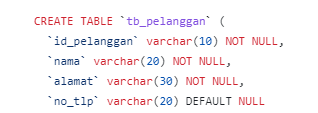 CREATE TABLE `tb_pelanggan` (
`id_pelanggan` varchar(10) NOT NULL,
`nama` varchar(20) NOT NULL,
`alamat` varchar(30) NOT NULL,
`no_tlp` varchar(20) DEFAULT NULL